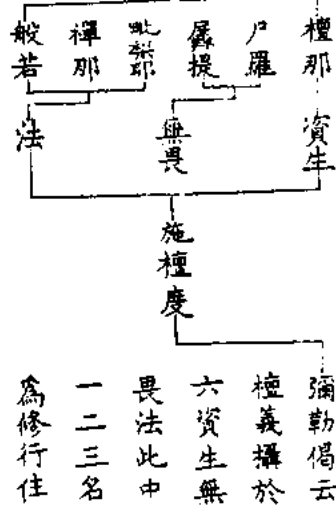 檀那
尸羅
羼提
毗梨耶
禪那
般若
資生
無畏
法
施檀度
彌勒偈云
檀義攝於
六資生無
畏法此中
一二三名
爲修行住